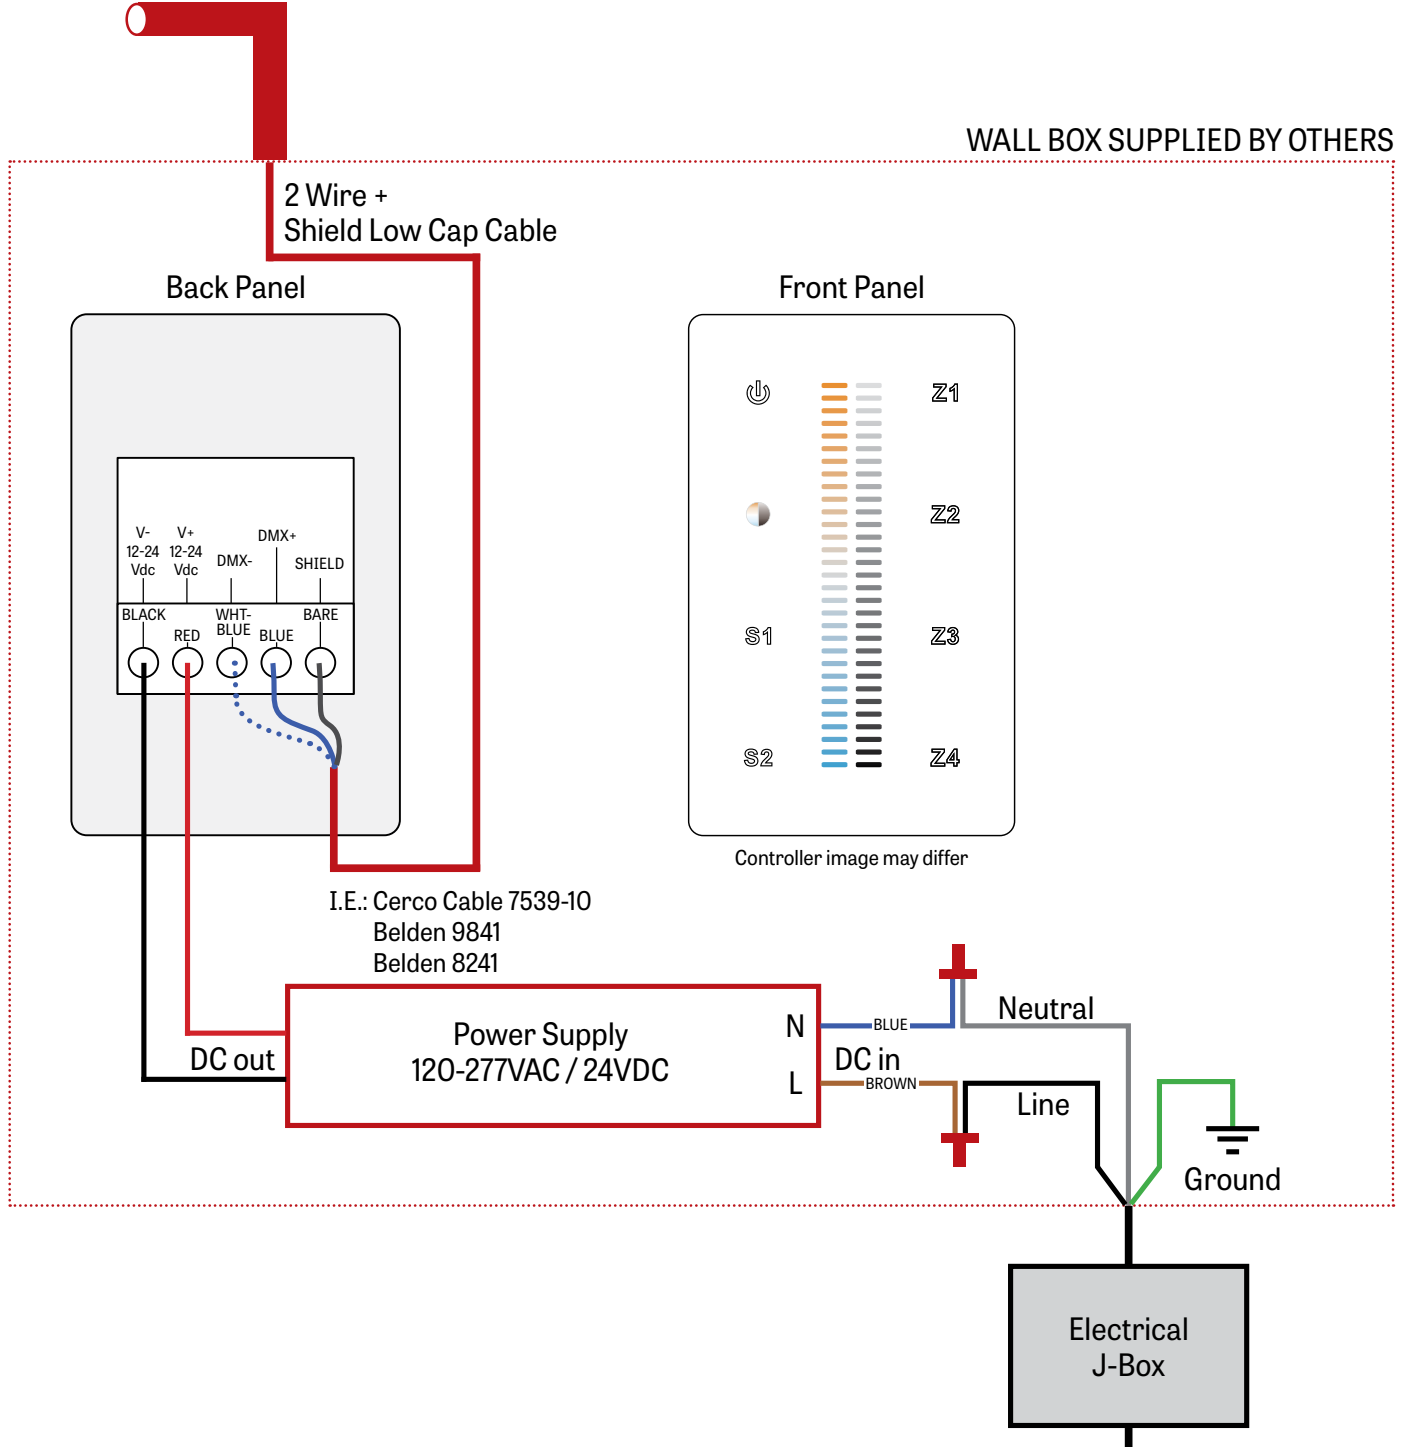 WALL BOX SUPPLIED BY OTHERS
2 Wire +
Shield Low Cap Cable
Back Panel
V-
12-24
Vdc
V+
12-24
Vdc
DMX-
DMX+
SHIELD
BLACK
RED
WHT-
BLUE
BLUE
BARE
Front Panel
Z1
Z2
S1
Z3
S2
Z4
Controller image may differ
I.E.: Cerco Cable 7539-10
Belden 9841
Belden 8241
DC out
Power Supply
120-277VAC / 24VDC
N
L
BLUE
DC in
BROWN
Neutral
Line
Ground
Electrical
J-Box